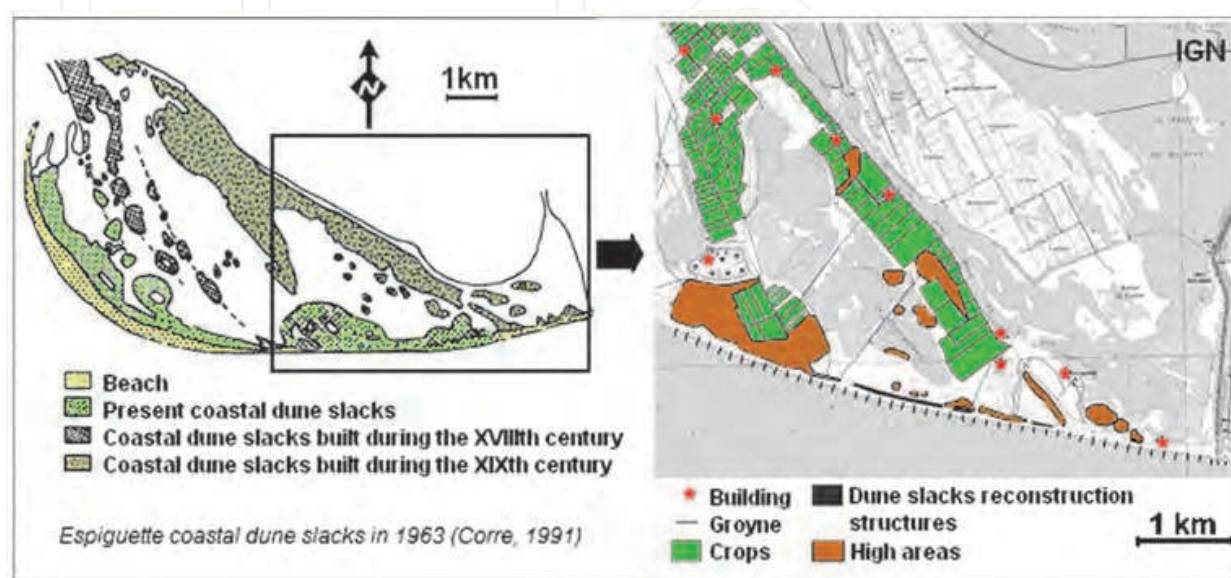 N
1km
Beach
Present coastal dune slacks
Coastal dune slacks built during the XVIIIth century
Coastal dune slacks built during the XIXth century
Espiguette coastal dune slacks in 1963 (Corre, 1991)
IGN
Building
Groyne
Crops
Dune slacks reconstruction
structures
High areas
1 km